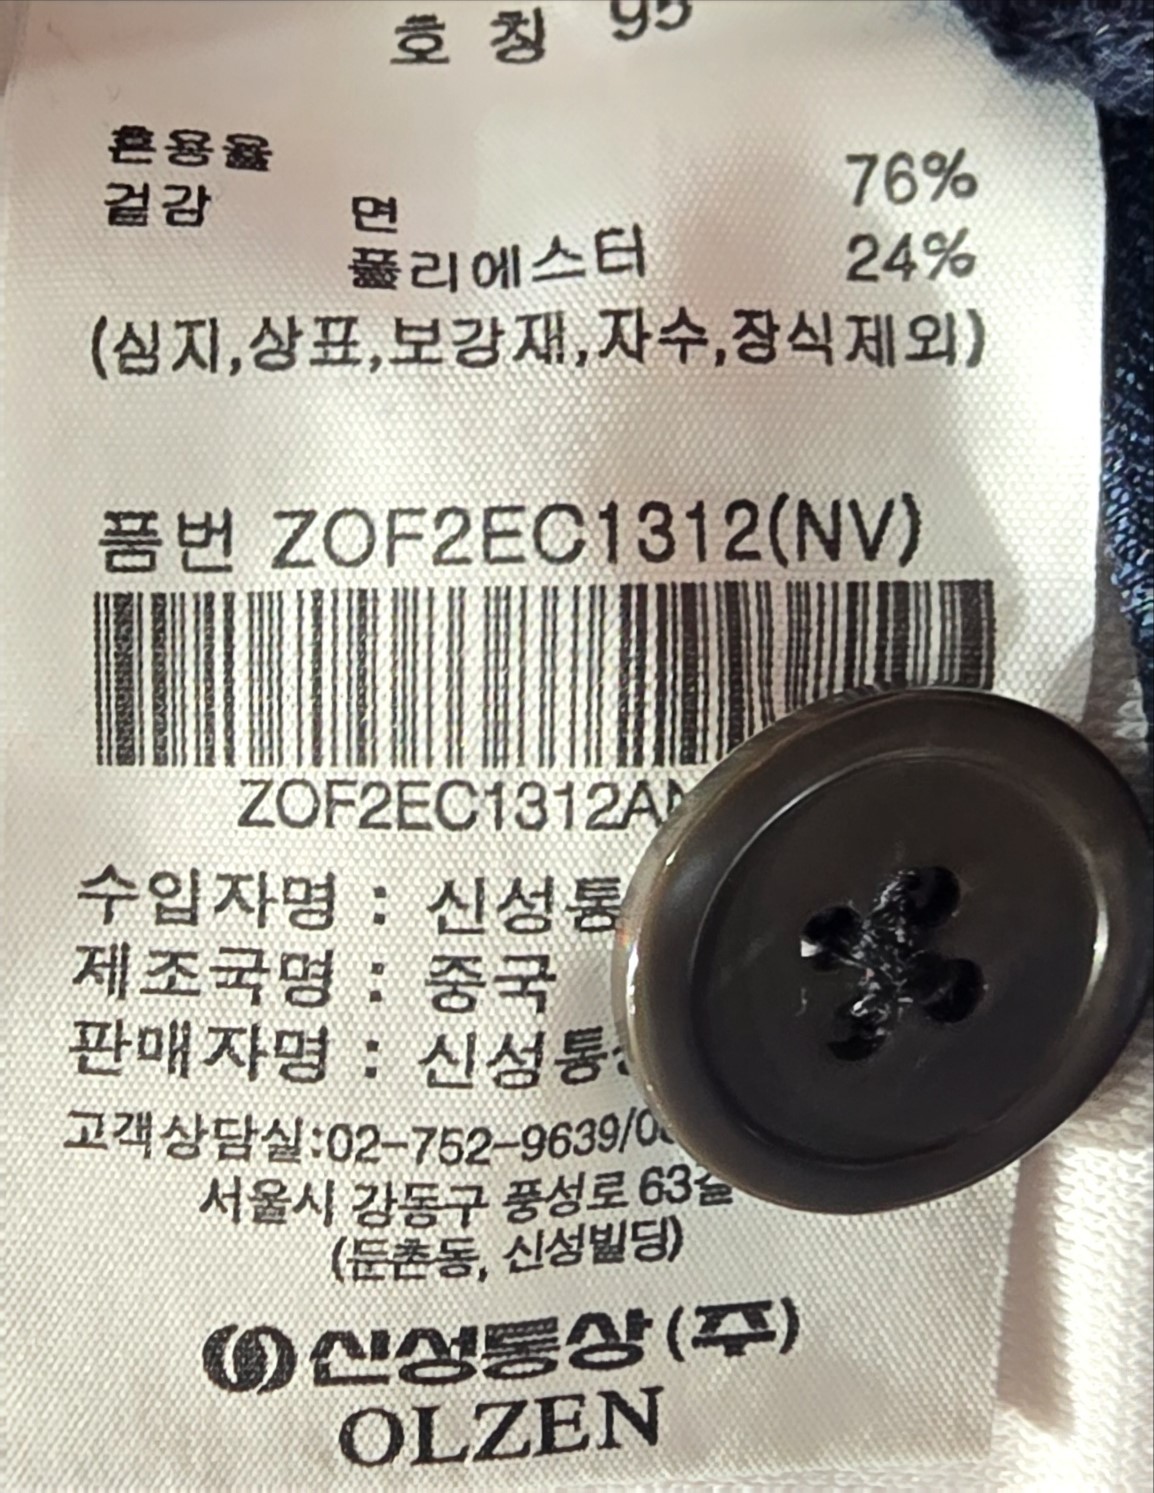 호 칭 95
혼용율
겉감 면 76%
폴리에스터 24%
(심지,상표,보강재,자수,장식제외)
품번 ZOF2EC1312(NV)
ZOF2EC1312AN
수입자명 : 신성통
제조국명 : 중국
판매자명 : 신성통상
고객상담실:02-752-9639/0
서울시 강동구 풍성로 63길
(둔촌동, 신성빌딩)
신성통상(주)
OLZEN